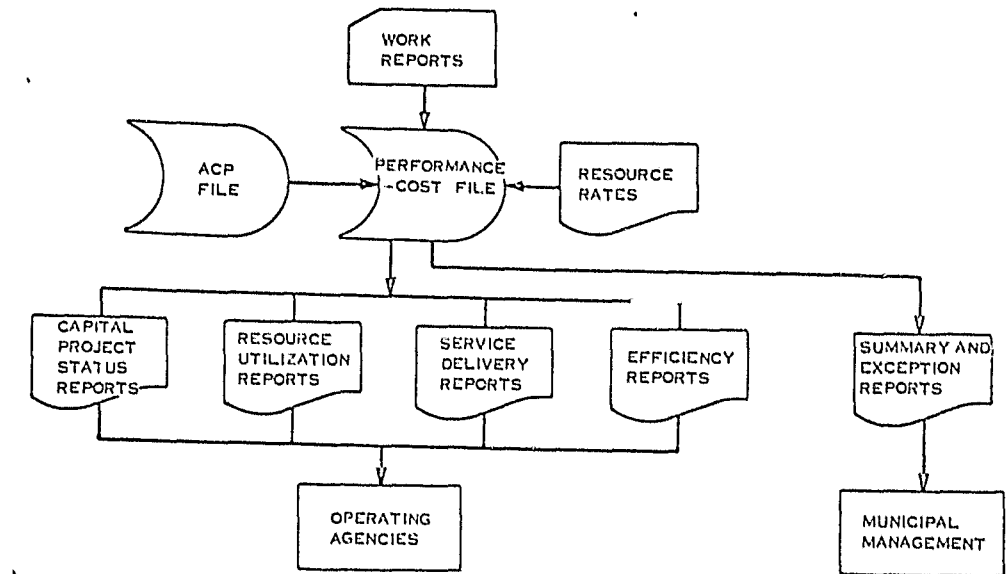 WORK
REPORTS
ACP
FILE
PERFORMANCE
-COST FILE
RESOURCE
RATES
CAPITAL
PROJECT
STATUS
REPORTS
RESOURCE
UTILIZATION
REPORTS
SERVICE
DELIVERY
REPORTS
EFFICIENCY
REPORTS
SUMMARY AND
EXCEPTION
REPORTS
OPERATING
AGENCIES
MUNICIPAL
MANAGEMENT